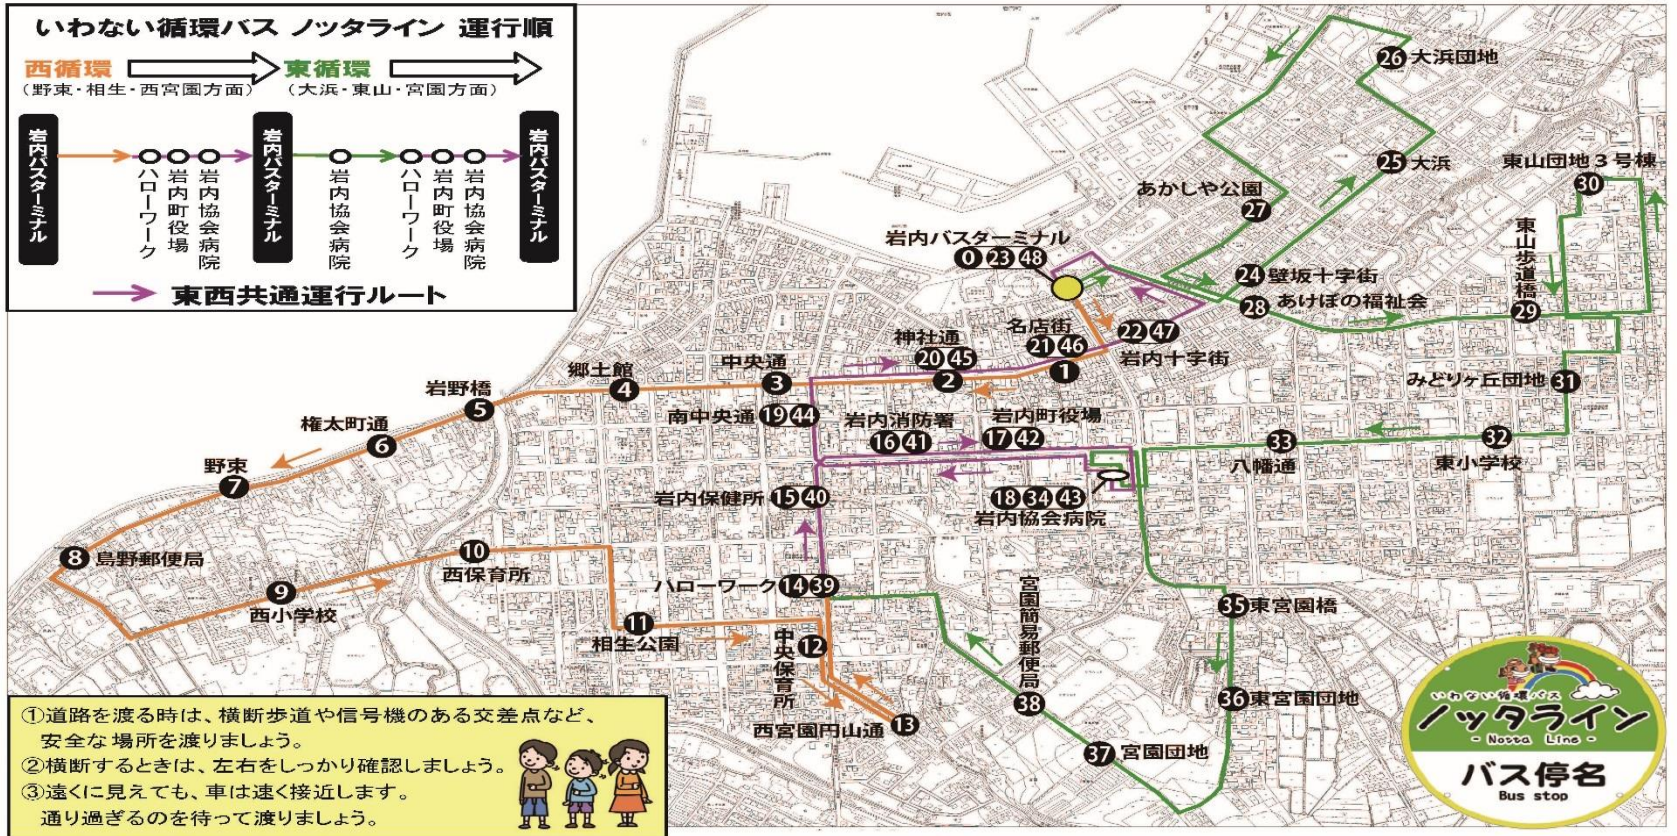 いわない循環バス ノッタライン 運行順
西循環
(野東・相生・西宮園方面)
東循環
(大浜・東山・宮園方面)
岩内バスターミナル
ハローワーク
岩内町役場
岩内協会病院
岩内バスターミナル
岩内協会病院
ハローワーク
岩内町役場
岩内協会病院
岩内バスターミナル
東西共通運行ルート
26 大浜団地
25 大浜
東山団地3号棟
30
あかしや公園
27
岩内バスターミナル
0 23 48
東山歩道橋
29
24 壁坂十字街
28 あけぼの福祉会
名店街
21 46
22 47
岩内十字街
神社通
20 45
2
1
中央通
3
郷土館
4
岩野橋
5
権太町通
6
野束
7
南中央通 19 44
岩内消防署
16 41
岩内町役場
17 42
みどりヶ丘団地 31
33
八幡通
32
東小学校
岩内保健所 15 40
18 34 43
岩内協会病院
8 島野郵便局
10
西保育所
9
西小学校
ハローワーク 14 39
11
相生公園
12
中央保育所
西宮園円山通 13
宮園簡易郵便局
38
35 東宮園橋
36 東宮園団地
37 宮園団地
①道路を渡る時は、横断歩道や信号機のある交差点など、
安全な場所を渡りましょう。
②横断するときは、左右をしっかり確認しましょう。
③遠くに見えても、車は速く接近します。
通り過ぎるのを待って渡りましょう。
いわない循環バス
ノッタライン
- Notta Line -
バス停名
Bus stop